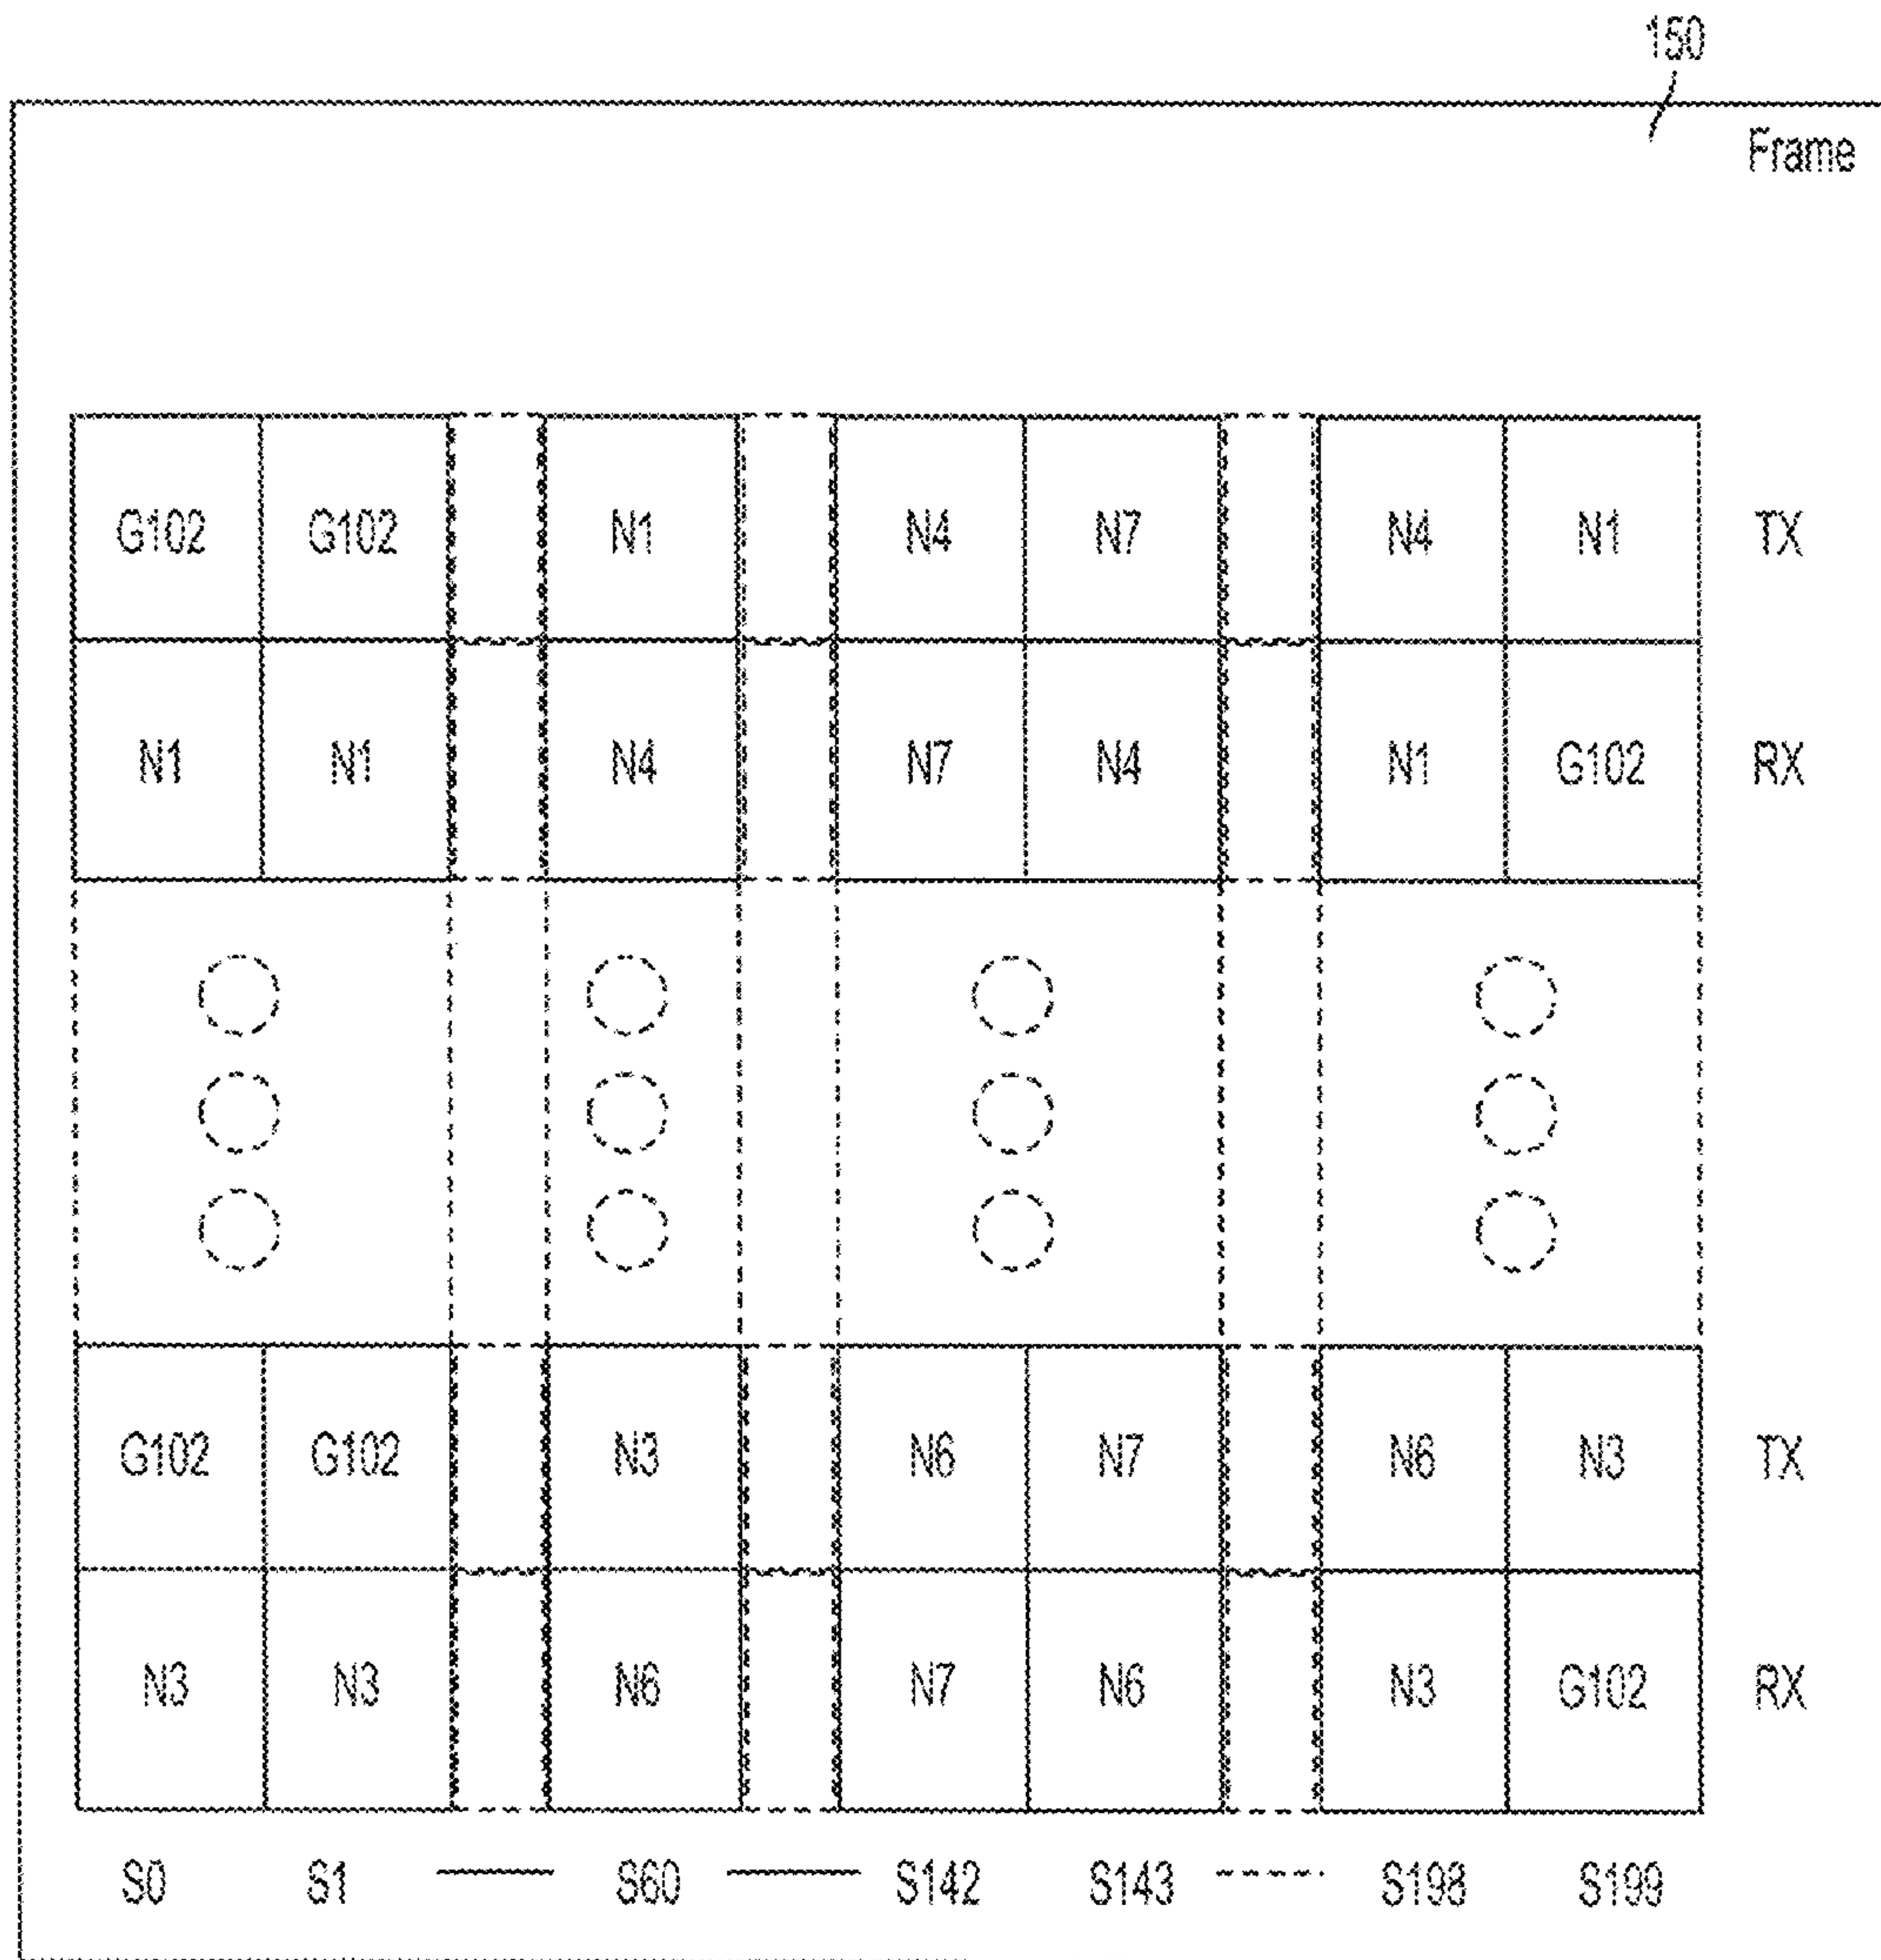 150
Frame
G102 G102 N1 N4 N7 N4 N1 TX
N1 N1 N4 N7 N4 N1 G102 RX
G102 G102 N3 N6 N7 N6 N3 TX
N3 N3 N6 N7 N6 N3 G102 RX
S0 S1 S60 S142 S143 S198 S199